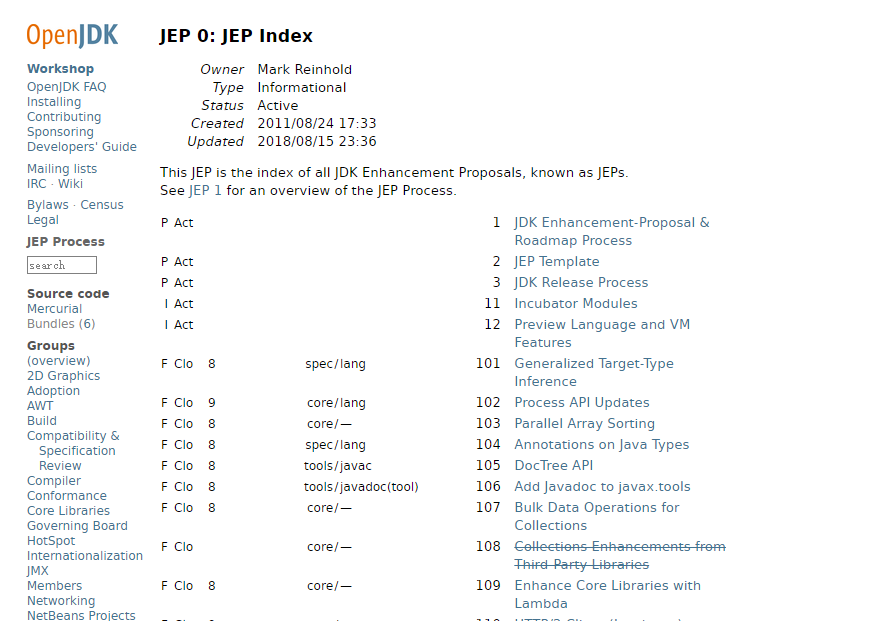 OpenJDK
Workshop
OpenJDK FAQ
Installing
Contributing
Sponsoring
Developers' Guide
Mailing lists
IRC · Wiki
Bylaws · Census
Legal
JEP Process
search
Source code
Mercurial
Bundles (6)
Groups
(overview)
2D Graphics
Adoption
AWT
Build
Compatibility &
Specification
Review
Compiler
Conformance
Core Libraries
Governing Board
HotSpot
Internationalization
JMX
Members
Networking
NetBeans Projects
JEP 0: JEP Index
Owner Mark Reinhold
Type Informational
Status Active
Created 2011/08/24 17:33
Updated 2018/08/15 23:36
This JEP is the index of all JDK Enhancement Proposals, known as JEPs.
See JEP 1 for an overview of the JEP Process.
P Act 1 JDK Enhancement-Proposal &
Roadmap Process
P Act 2 JEP Template
P Act 3 JDK Release Process
I Act 11 Incubator Modules
I Act 12 Preview Language and VM
Features
F Clo 8 spec/lang 101 Generalized Target-Type
Inference
F Clo 9 core/lang 102 Process API Updates
F Clo 8 core/— 103 Parallel Array Sorting
F Clo 8 spec/lang 104 Annotations on Java Types
F Clo 8 tools/javac 105 DocTree API
F Clo 8 tools/javadoc(tool) 106 Add Javadoc to javax.tools
F Clo 8 core/— 107 Bulk Data Operations for
Collections
F Clo core/— 108 Collections Enhancements from
Third-Party Libraries
F Clo 8 core/— 109 Enhance Core Libraries with
Lambda